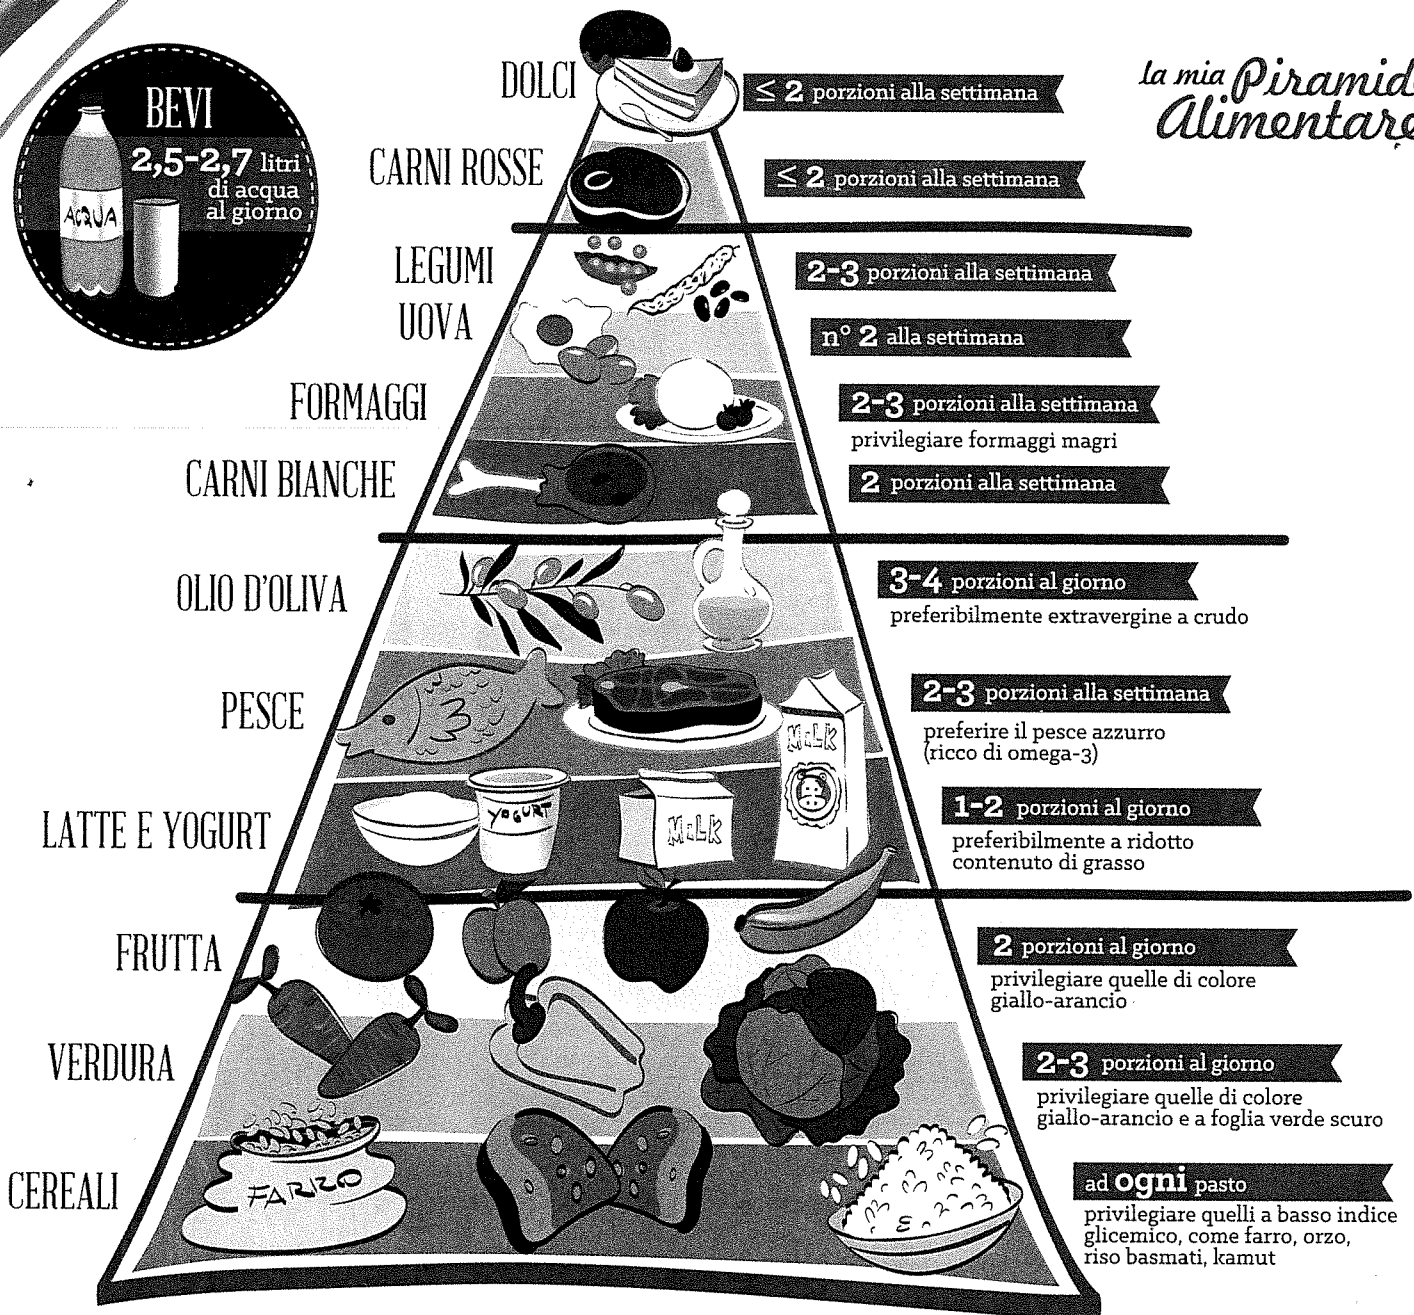 la mia Piramid
Alimentare
BEVI
2,5-2,7 litri
di acqua
al giorno
ACQUA
DOLCI
≤ 2 porzioni alla settimana
CARNI ROSSE
≤ 2 porzioni alla settimana
LEGUMI
2-3 porzioni alla settimana
UOVA
n° 2 alla settimana
FORMAGGI
2-3 porzioni alla settimana
privilegiare formaggi magri
CARNI BIANCHE
2 porzioni alla settimana
OLIO D'OLIVA
3-4 porzioni al giorno
preferibilmente extravergine a crudo
PESCE
2-3 porzioni alla settimana
preferire il pesce azzurro
(ricco di omega-3)
MILK
LATTE E YOGURT
YOGURT
MILK
1-2 porzioni al giorno
preferibilmente a ridotto
contenuto di grasso
FRUTTA
2 porzioni al giorno
privilegiare quelle di colore
giallo-arancio
VERDURA
2-3 porzioni al giorno
privilegiare quelle di colore
giallo-arancio e a foglia verde scuro
CEREALI
FARRO
ad ogni pasto
privilegiare quelli a basso indice
glicemico, come farro, orzo,
riso basmati, kamut